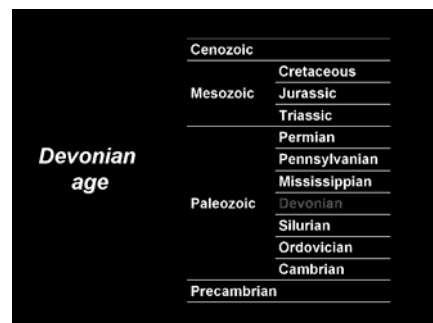 Devonian
age
Cenozoic
Mesozoic
Cretaceous
Jurassic
Triassic
Paleozoic
Permian
Pennsylvanian
Mississippian
Devonian
Silurian
Ordovician
Cambrian
Precambrian